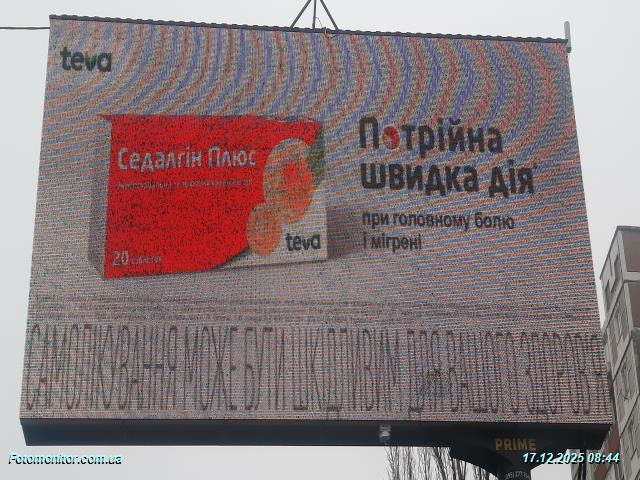 teva
Седалгін Плюс
20 таблеток
teva
Потрійна
швидка дія*
при головному болю
і мігрені
САМОЛІКУВАННЯ МОЖЕ БУТИ ШКІДЛИВИМ ДЛЯ ВАШОГО ЗДОРОВ'Я
PRIME
Fotomonitor.com.ua
17.12.2025 08:44